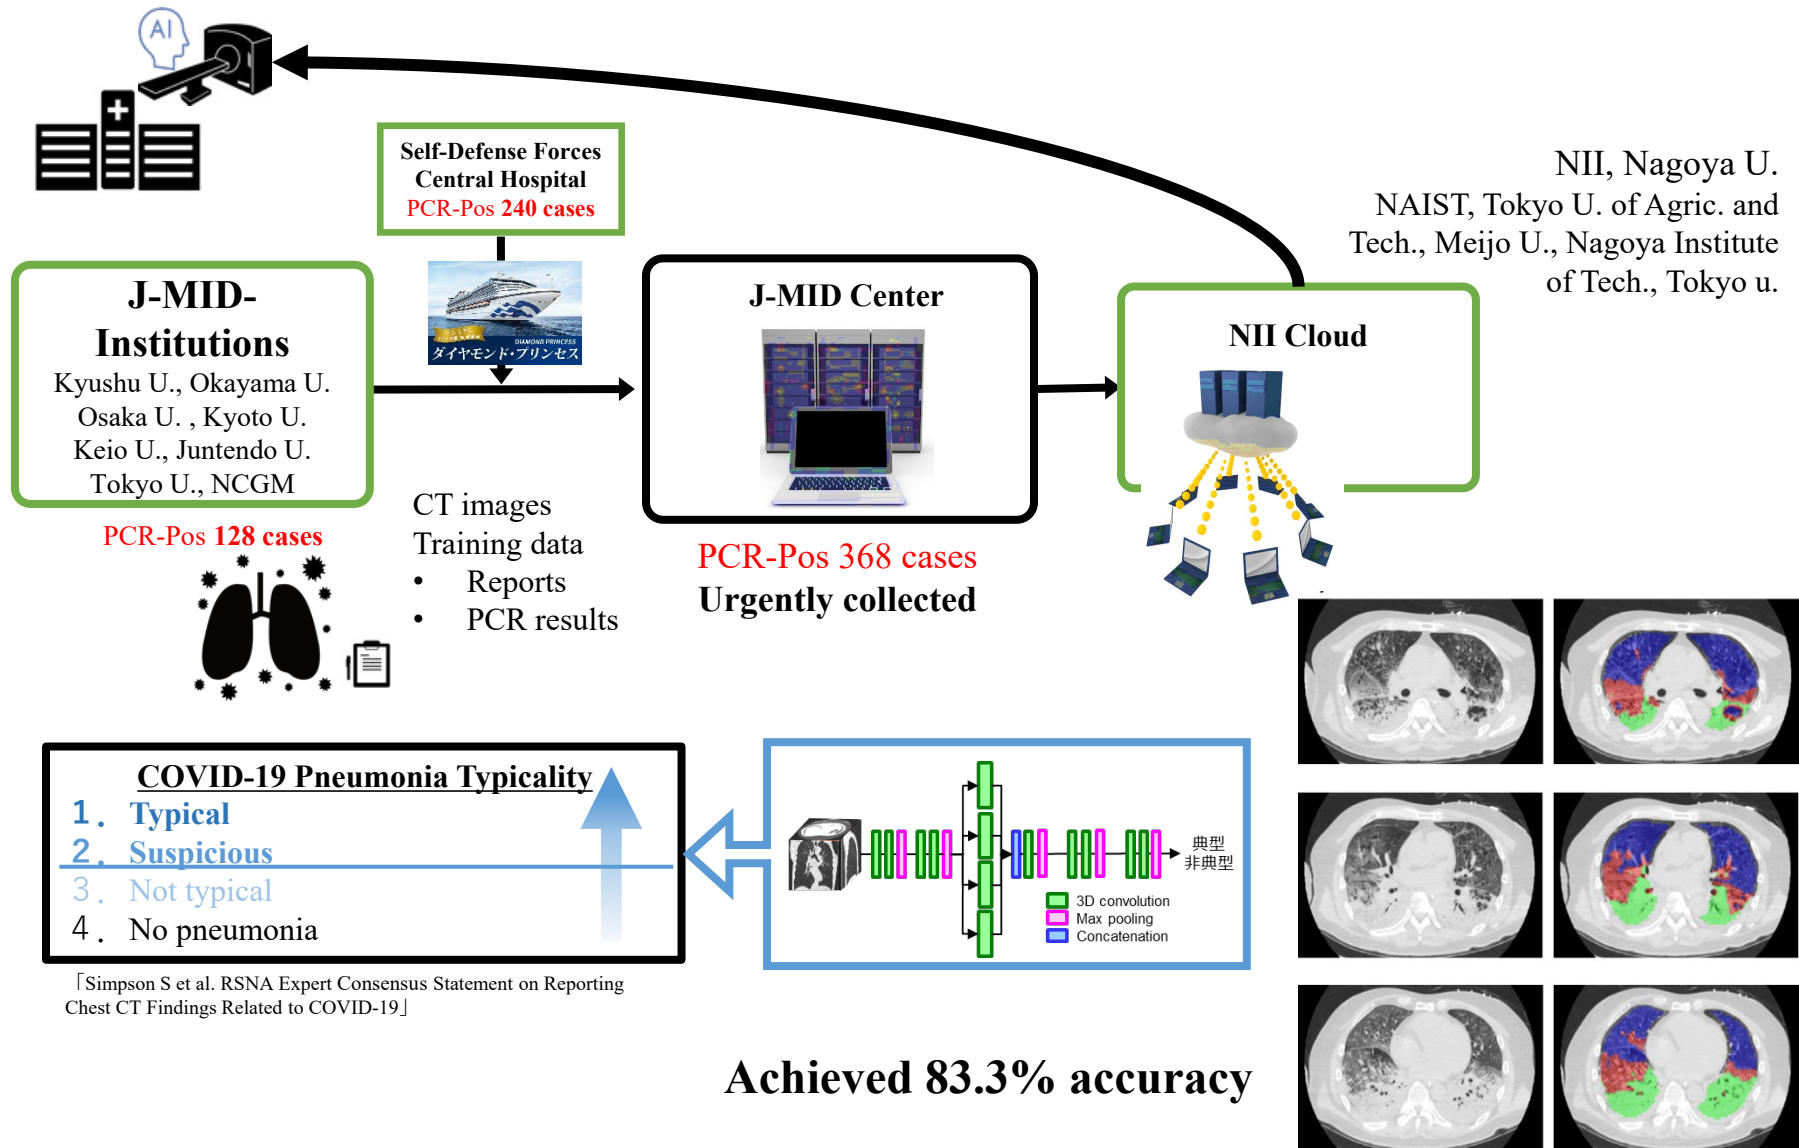 AI
Self-Defense Forces
Central Hospital
PCR-Pos 240 cases
NII, Nagoya U.
NAIST, Tokyo U. of Agric. and
Tech., Meijo U., Nagoya Institute
of Tech., Tokyo u.
J-MID-
Institutions
Kyushu U., Okayama U.
Osaka U. , Kyoto U.
Keio U., Juntendo U.
Tokyo U., NCGM
PCR-Pos 128 cases
DIAMOND PRINCESS
ダイヤモンド・プリンセス
CT images
Training data
• Reports
• PCR results
J-MID Center
PCR-Pos 368 cases
Urgently collected
NII Cloud
COVID-19 Pneumonia Typicality
1. Typical
2. Suspicious
3. Not typical
4. No pneumonia
「Simpson S et al. RSNA Expert Consensus Statement on Reporting
Chest CT Findings Related to COVID-19」
典型
非典型
3D convolution
Max pooling
Concatenation
Achieved 83.3% accuracy